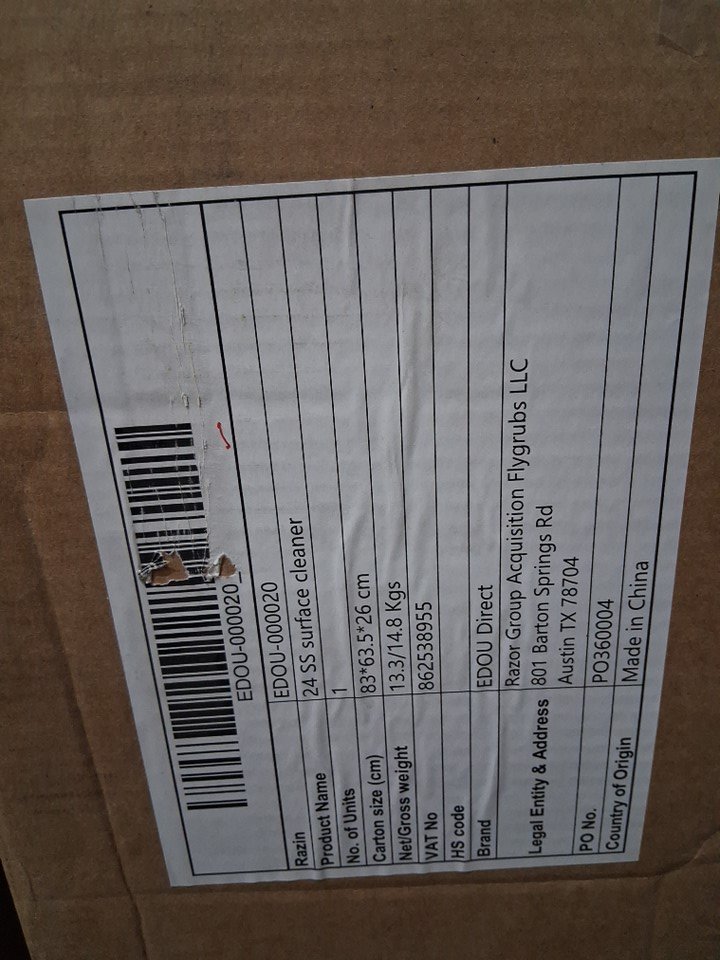 EDOU-000020_
Razin EDOU-000020
Product Name 24 SS surface cleaner
No. of Units 1
Carton size (cm) 83*63.5*26 cm
Net/Gross weight 13.3/14.8 Kgs
VAT No 862538955
HS code
Brand EDOU Direct
Legal Entity & Address Razor Group Acquisition Flygrubs LLC
801 Barton Springs Rd
Austin TX 78704
PO No. PO360004
Country of Origin Made in China